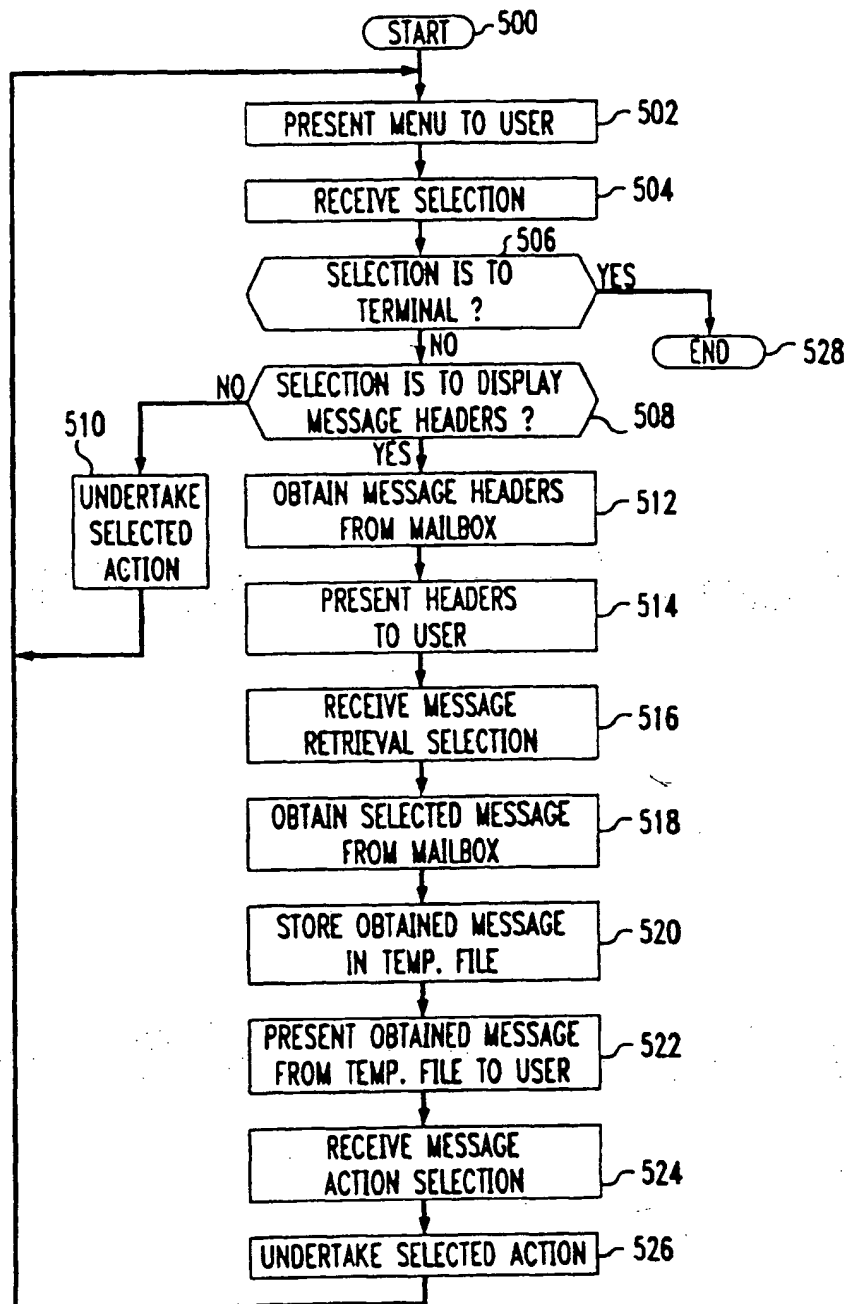 START
500
PRESENT MENU TO USER
502
RECEIVE SELECTION
504
506
SELECTION IS TO
TERMINAL ?
YES
NO
END
528
NO
SELECTION IS TO DISPLAY
MESSAGE HEADERS ?
508
YES
510
UNDERTAKE
SELECTED
ACTION
OBTAIN MESSAGE HEADERS
FROM MAILBOX
512
PRESENT HEADERS
TO USER
514
RECEIVE MESSAGE
RETRIEVAL SELECTION
516
OBTAIN SELECTED MESSAGE
FROM MAILBOX
518
STORE OBTAINED MESSAGE
IN TEMP. FILE
520
PRESENT OBTAINED MESSAGE
FROM TEMP. FILE TO USER
522
RECEIVE MESSAGE
ACTION SELECTION
524
UNDERTAKE SELECTED ACTION
526